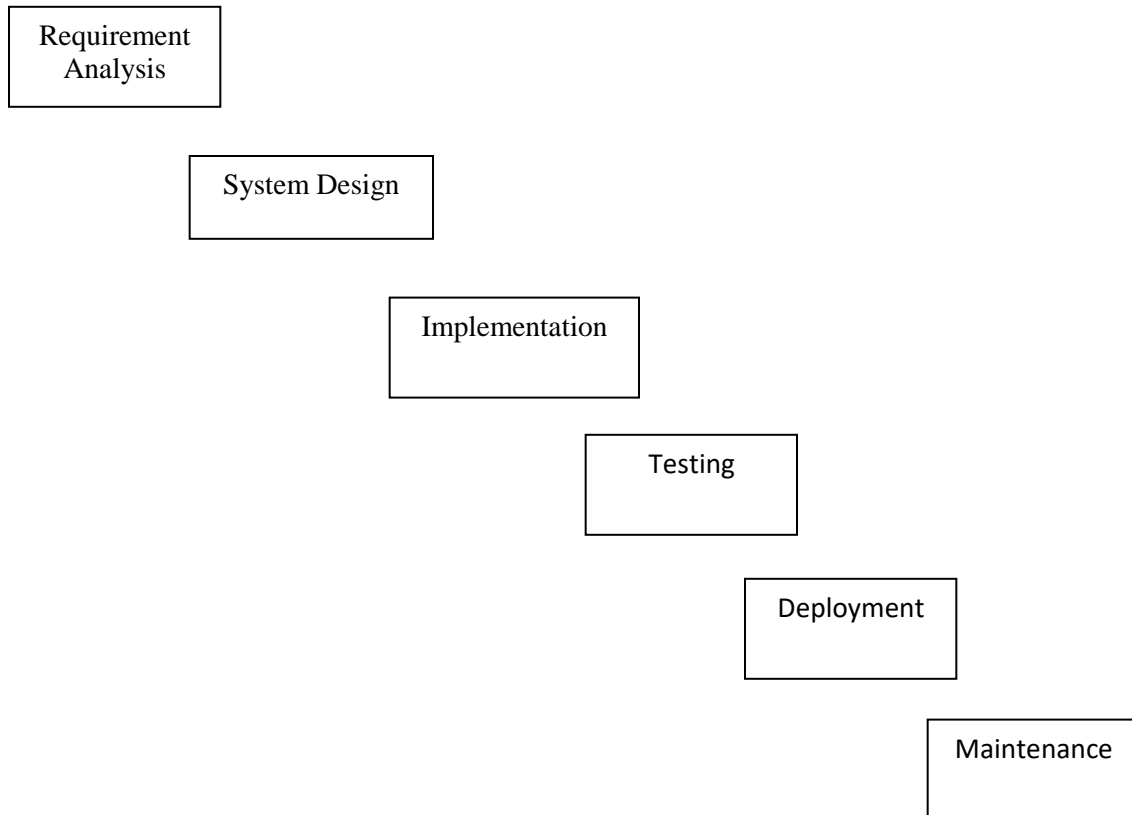 Requirement
Analysis
System Design
Implementation
Testing
Deployment
Maintenance